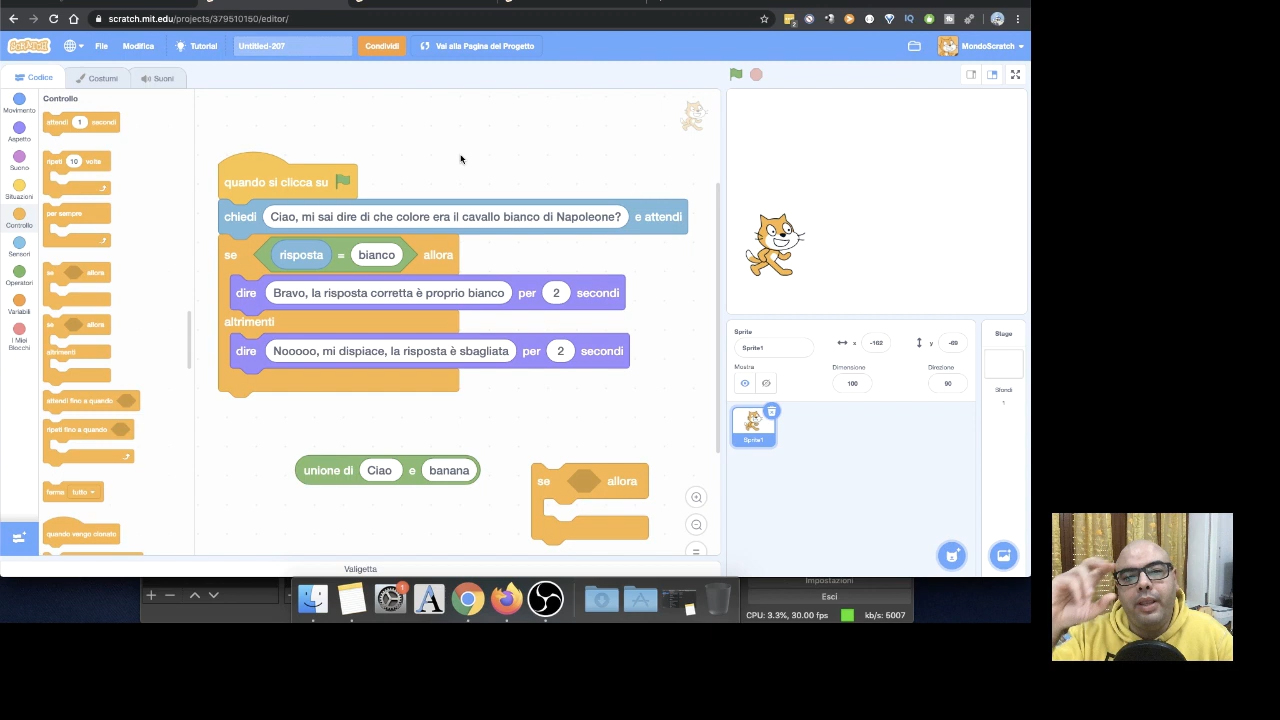 scratch.mit.edu/projects/379510150/editor/
SCRATCH
File
Modifica
Tutorial
Untitled-207
Condividi
Vai alla Pagina del Progetto
MondoScratch
Codice
Costumi
Suoni
Movimento
Aspetto
Suono
Situazioni
Controllo
Sensori
Operatori
Variabili
I Miei
Blocchi
Controllo
attendi 1 secondi
ripeti 10 volte
per sempre
se allora
se allora
altrimenti
attendi fino a quando
ripeti fino a quando
ferma tutto
quando vengo clonato
quando si clicca su
chiedi Ciao, mi sai dire di che colore era il cavallo bianco di Napoleone? e attendi
se risposta = bianco allora
dire Bravo, la risposta corretta è proprio bianco per 2 secondi
altrimenti
dire Nooooo, mi dispiace, la risposta è sbagliata per 2 secondi
unione di Ciao e banana
se allora
Valigetta
Sprite
Sprite1
x -162
y -69
Mostra
Dimensione
100
Direzione
90
Sprite1
Stage
Sfondi
1
Impostazioni
Esci
CPU: 3.3%, 30.00 fps
kb/s: 5007